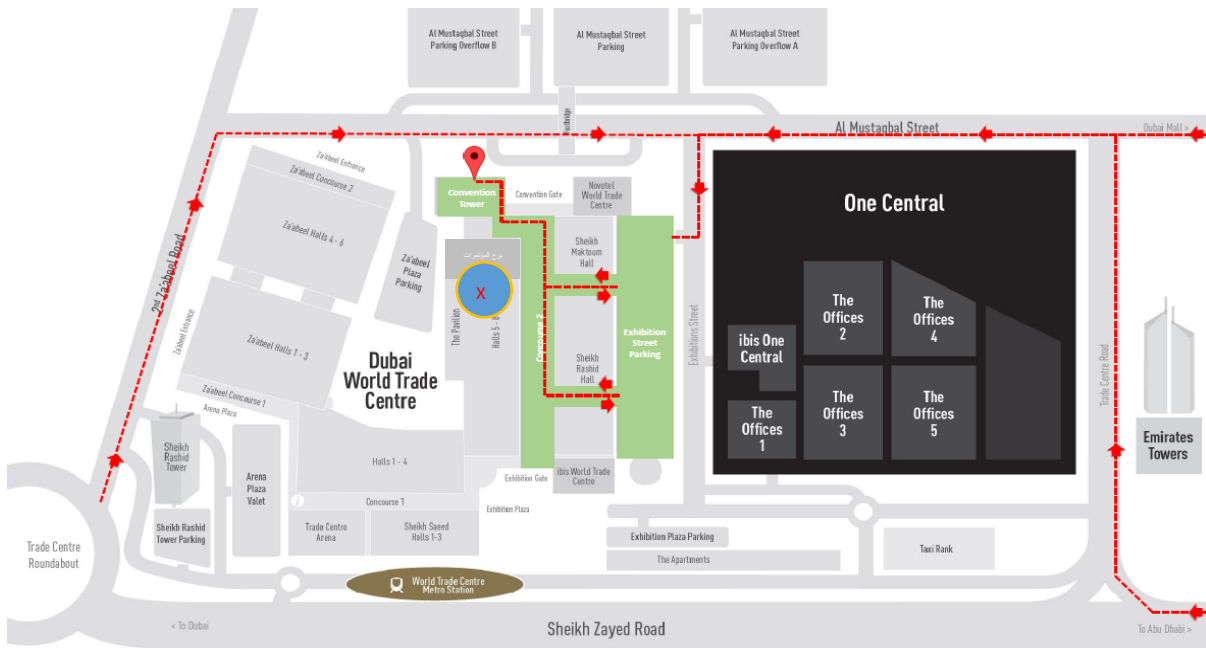 Al Mustaqbal Street
Parking Overflow B
Al Mustaqbal Street
Parking
Al Mustaqbal Street
Parking Overflow A
Footbridge
Al Mustaqbal Street
Dubai Mall >
Za'abeel Entrance
Za'abeel Concourse 2
Za'abeel Halls 4 - 6
Za'abeel
Plaza
Parking
Convention
Tower
Convention Gate
Novotel
World Trade
Centre
One Central
2nd Za'abeel Road
Sheikh
Maktoum
Hall
برج المؤتمرات
X
The Pavilion
Halls 5 - 8
Concourse 2
Exhibition
Street
Parking
Exhibitions Street
The
Offices
2
The
Offices
4
ibis One
Central
Za'abeel Entrance
Za'abeel Halls 1 - 3
Dubai
World Trade
Centre
Sheikh
Rashid
Hall
Trade Centre Road
Za'abeel Concourse 1
Arena Plaza
The
Offices
1
The
Offices
3
The
Offices
5
Emirates
Towers
Sheikh
Rashid
Tower
Halls 1 - 4
Arena
Plaza
Valet
Exhibition Gate
ibis World Trade
Centre
Concourse 1
Exhibition Plaza
Sheikh Rashid
Tower Parking
Trade Centre
Arena
Sheikh Saeed
Halls 1-3
Exhibition Plaza Parking
The Apartments
Taxi Rank
Trade Centre
Roundabout
World Trade Centre
Metro Station
< To Dubai
Sheikh Zayed Road
To Abu Dhabi >